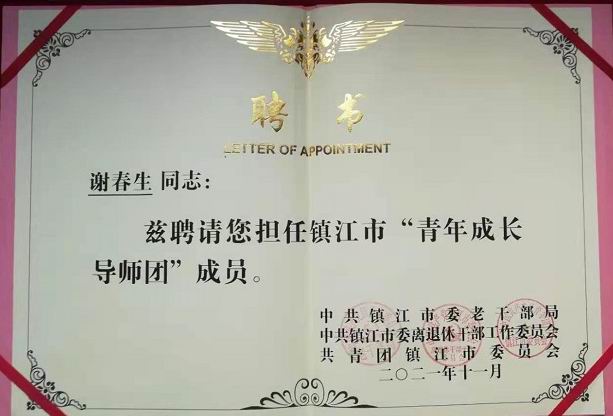 聘书
LETTER OF APPOINTMENT
谢春生 同志：
兹聘请您担任镇江市“青年成长
导师团”成员。
中共镇江市委老干部局
中共镇江市委离退休干部工作委员会
共青团镇江市委员会
二〇二一年十一月